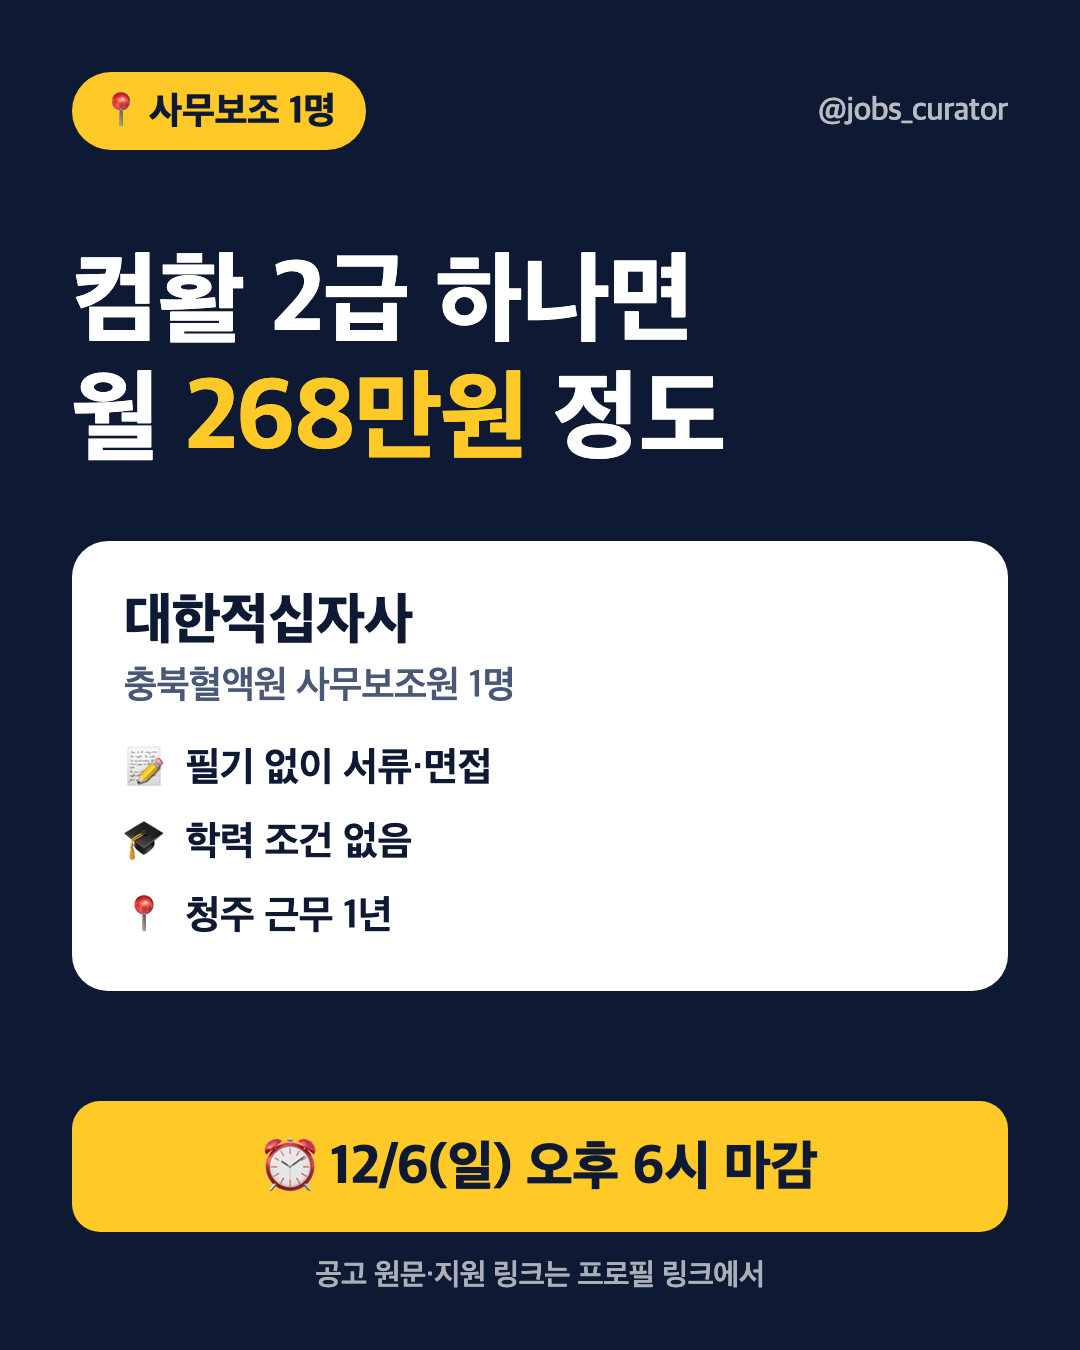 📍 사무보조 1명
@jobs_curator
컴활 2급 하나면
월 268만원 정도
대한적십자사
충북혈액원 사무보조원 1명
📝 필기 없이 서류·면접
🎓 학력 조건 없음
📍 청주 근무 1년
⏰ 12/6(일) 오후 6시 마감
공고 원문·지원 링크는 프로필 링크에서